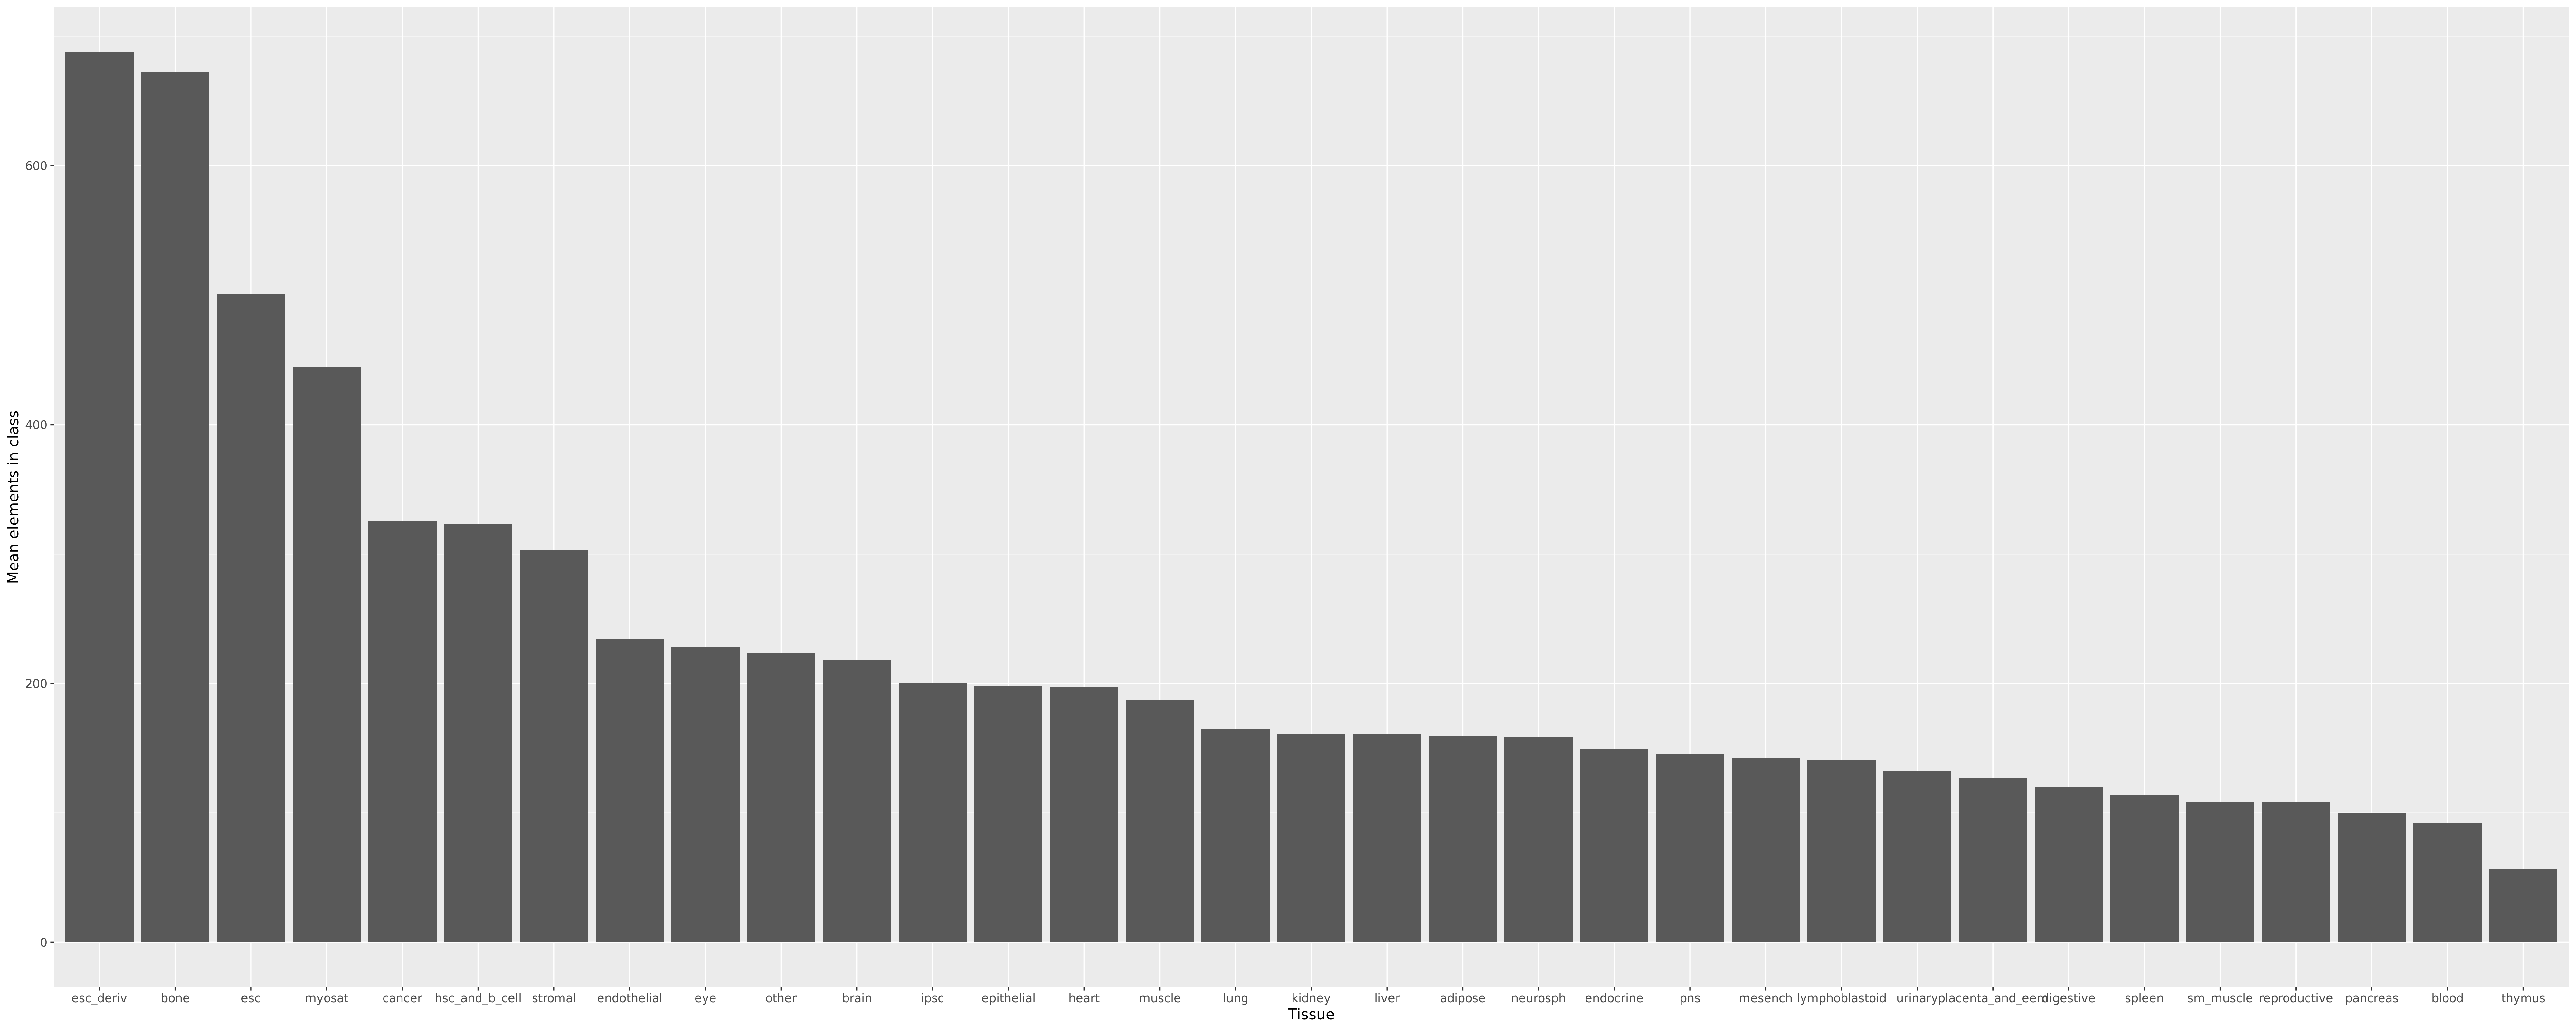 Mean elements in class
600
400
200
0
esc_deriv bone esc myosat cancer hsc_and_b_cell stromal endothelial eye other brain ipsc epithelial heart muscle lung kidney liver adipose neurosph endocrine pns mesench lymphoblastoid urinary placenta_and_eem digestive spleen sm_muscle reproductive pancreas blood thymus
Tissue